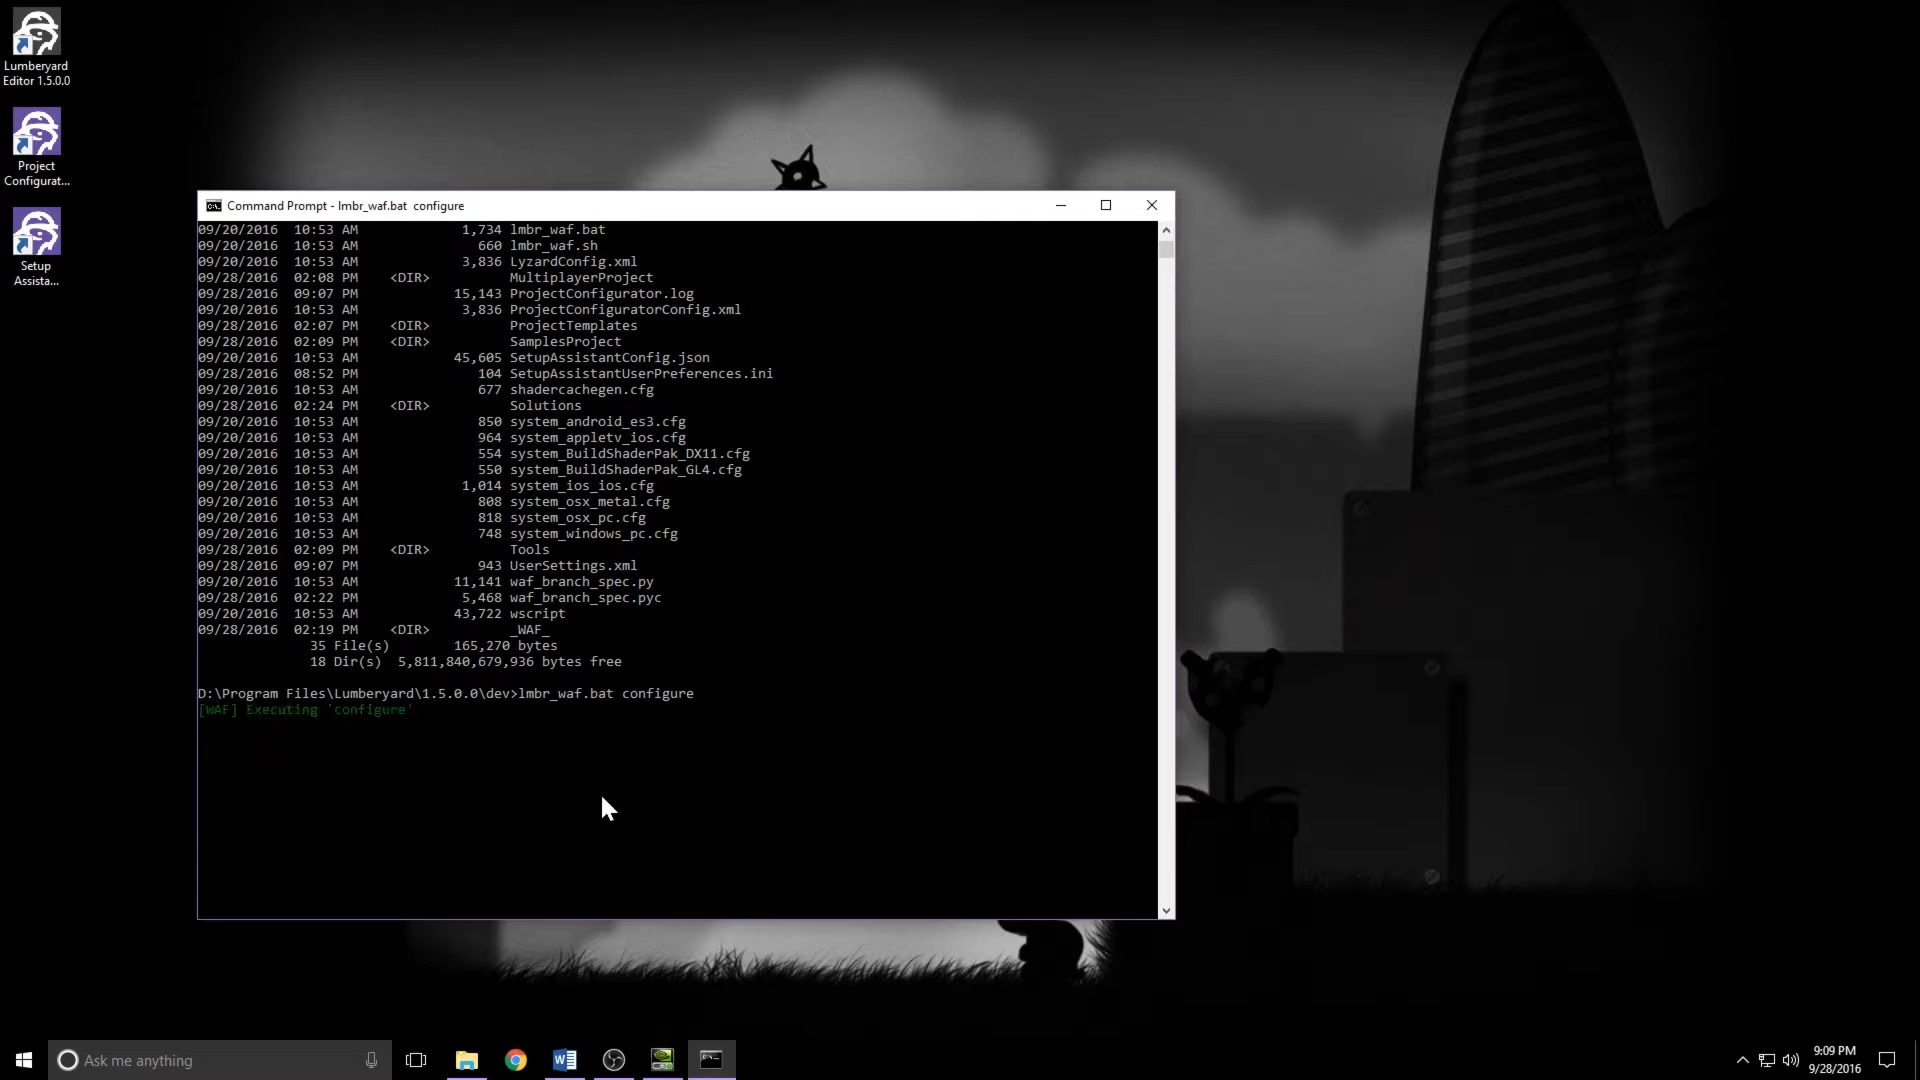 Lumberyard
Editor 1.5.0.0
Project
Configurat...
Setup
Assista...
Command Prompt - lmbr_waf.bat  configure
09/20/2016  10:53 AM             1,734 lmbr_waf.bat
09/20/2016  10:53 AM               660 lmbr_waf.sh
09/20/2016  10:53 AM             3,836 LyzardConfig.xml
09/28/2016  02:08 PM    <DIR>          MultiplayerProject
09/28/2016  09:07 PM            15,143 ProjectConfigurator.log
09/20/2016  10:53 AM             3,836 ProjectConfiguratorConfig.xml
09/28/2016  02:07 PM    <DIR>          ProjectTemplates
09/28/2016  02:09 PM    <DIR>          SamplesProject
09/20/2016  10:53 AM            45,605 SetupAssistantConfig.json
09/28/2016  08:52 PM               104 SetupAssistantUserPreferences.ini
09/20/2016  10:53 AM               677 shadercachegen.cfg
09/28/2016  02:24 PM    <DIR>          Solutions
09/20/2016  10:53 AM               850 system_android_es3.cfg
09/20/2016  10:53 AM               964 system_appletv_ios.cfg
09/20/2016  10:53 AM               554 system_BuildShaderPak_DX11.cfg
09/20/2016  10:53 AM               550 system_BuildShaderPak_GL4.cfg
09/20/2016  10:53 AM             1,014 system_ios_ios.cfg
09/20/2016  10:53 AM               808 system_osx_metal.cfg
09/20/2016  10:53 AM               818 system_osx_pc.cfg
09/20/2016  10:53 AM               748 system_windows_pc.cfg
09/28/2016  02:09 PM    <DIR>          Tools
09/28/2016  09:07 PM               943 UserSettings.xml
09/20/2016  10:53 AM            11,141 waf_branch_spec.py
09/28/2016  02:22 PM             5,468 waf_branch_spec.pyc
09/20/2016  10:53 AM            43,722 wscript
09/28/2016  02:19 PM    <DIR>          _WAF_
35 File(s)        165,270 bytes
18 Dir(s)  5,811,840,679,936 bytes free
D:\Program Files\Lumberyard\1.5.0.0\dev>lmbr_waf.bat configure
[WAF] Executing 'configure'
Ask me anything
9:09 PM
9/28/2016